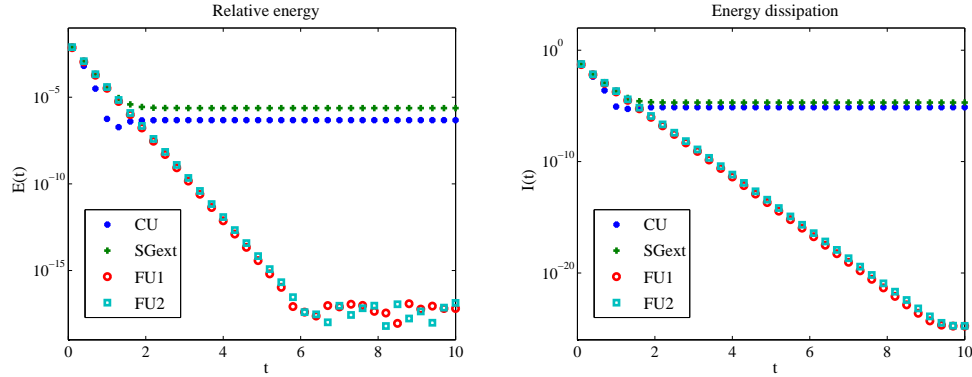 Relative energy
E(t)
10^{-5}
10^{-10}
10^{-15}
CU
SGext
FU1
FU2
0
2
4
6
8
10
t
Energy dissipation
I(t)
10^{0}
10^{-10}
10^{-20}
CU
SGext
FU1
FU2
0
2
4
6
8
10
t